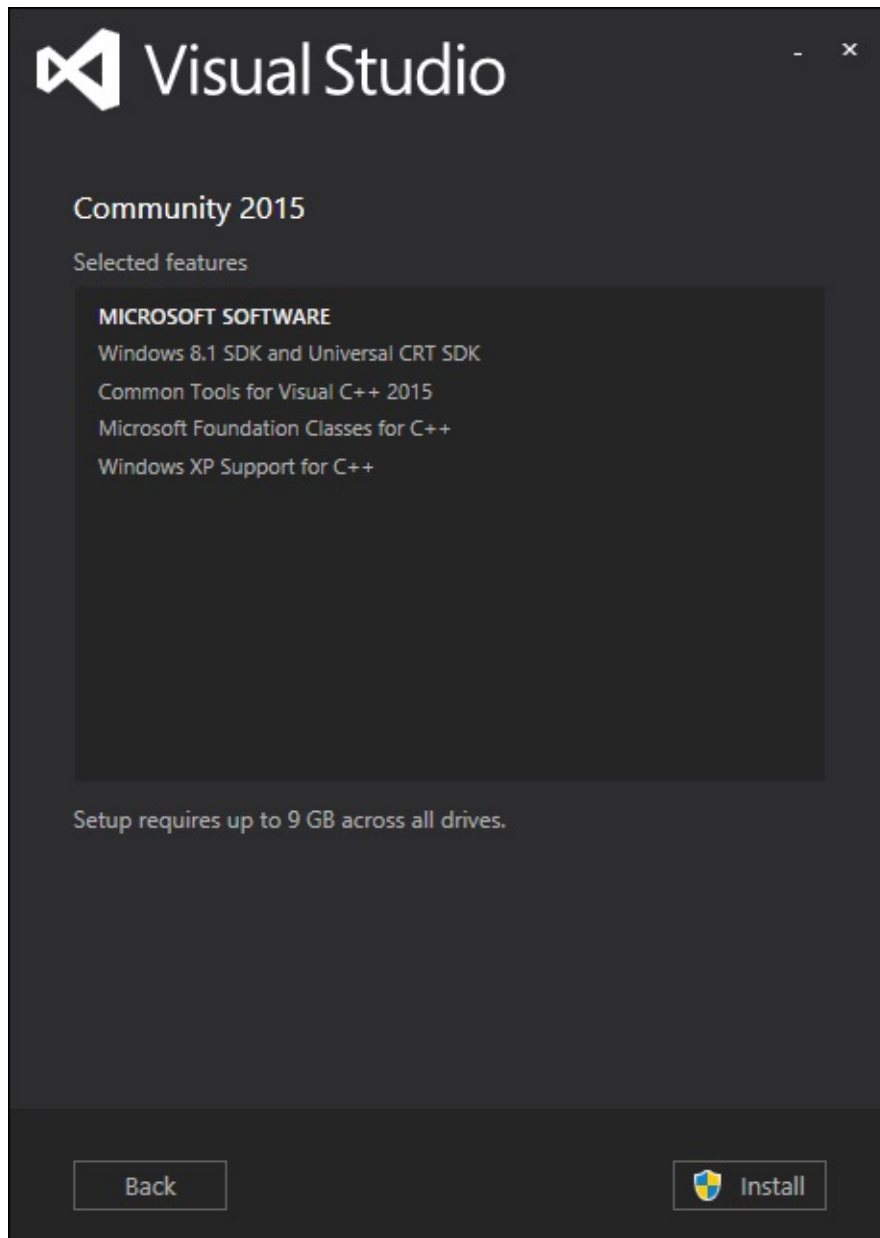 Visual Studio
Community 2015
Selected features
MICROSOFT SOFTWARE
Windows 8.1 SDK and Universal CRT SDK
Common Tools for Visual C++ 2015
Microsoft Foundation Classes for C++
Windows XP Support for C++
Setup requires up to 9 GB across all drives.
Back
Install